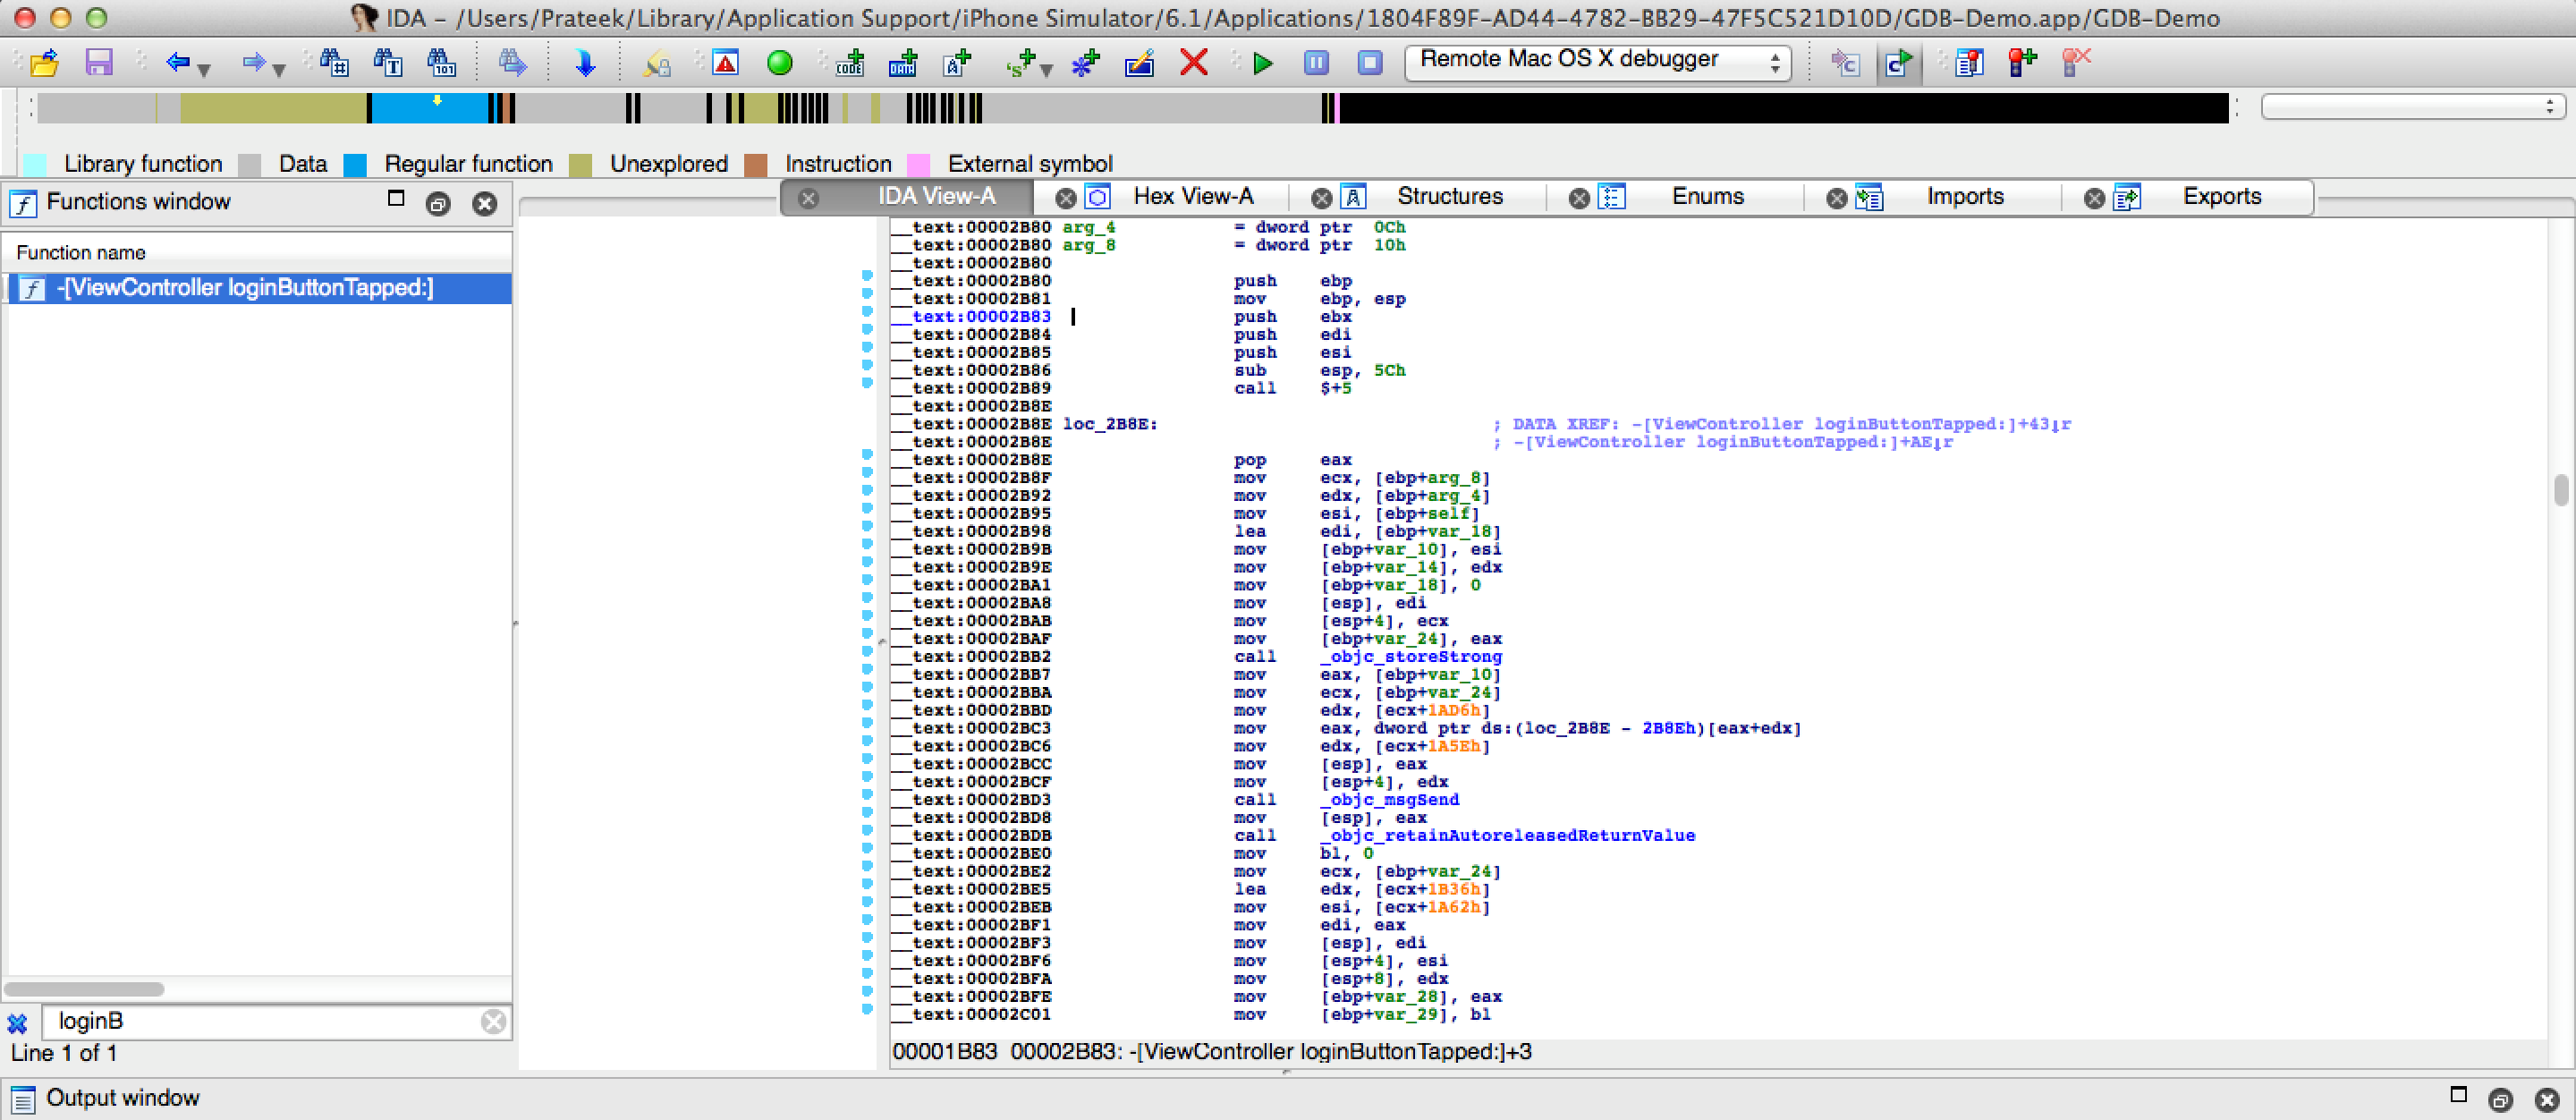 IDA - /Users/Prateek/Library/Application Support/iPhone Simulator/6.1/Applications/1804F89F-AD44-4782-BB29-47F5C521D10D/GDB-Demo.app/GDB-Demo
Remote Mac OS X debugger
Library function Data Regular function Unexplored Instruction External symbol
Functions window
IDA View-A Hex View-A Structures Enums Imports Exports
Function name
-[ViewController loginButtonTapped:]
__text:00002B80 arg_4 = dword ptr 0Ch
__text:00002B80 arg_8 = dword ptr 10h
__text:00002B80
__text:00002B80 push ebp
__text:00002B81 mov ebp, esp
__text:00002B83 push ebx
__text:00002B84 push edi
__text:00002B85 push esi
__text:00002B86 sub esp, 5Ch
__text:00002B89 call $+5
__text:00002B8E
__text:00002B8E loc_2B8E: ; DATA XREF: -[ViewController loginButtonTapped:]+43↓r
__text:00002B8E ; -[ViewController loginButtonTapped:]+AE↓r
__text:00002B8E pop eax
__text:00002B8F mov ecx, [ebp+arg_8]
__text:00002B92 mov edx, [ebp+arg_4]
__text:00002B95 mov esi, [ebp+self]
__text:00002B98 lea edi, [ebp+var_18]
__text:00002B9B mov [ebp+var_10], esi
__text:00002B9E mov [ebp+var_14], edx
__text:00002BA1 mov [ebp+var_18], 0
__text:00002BA8 mov [esp], edi
__text:00002BAB mov [esp+4], ecx
__text:00002BAF mov [ebp+var_24], eax
__text:00002BB2 call _objc_storeStrong
__text:00002BB7 mov eax, [ebp+var_10]
__text:00002BBA mov ecx, [ebp+var_24]
__text:00002BBD mov edx, [ecx+1AD6h]
__text:00002BC3 mov eax, dword ptr ds:(loc_2B8E - 2B8Eh)[eax+edx]
__text:00002BC6 mov edx, [ecx+1A5Eh]
__text:00002BCC mov [esp], eax
__text:00002BCF mov [esp+4], edx
__text:00002BD3 call _objc_msgSend
__text:00002BD8 mov [esp], eax
__text:00002BDB call _objc_retainAutoreleasedReturnValue
__text:00002BE0 mov bl, 0
__text:00002BE2 mov ecx, [ebp+var_24]
__text:00002BE5 lea edx, [ecx+1B36h]
__text:00002BEB mov esi, [ecx+1A62h]
__text:00002BF1 mov edi, eax
__text:00002BF3 mov [esp], edi
__text:00002BF6 mov [esp+4], esi
__text:00002BFA mov [esp+8], edx
__text:00002BFE mov [ebp+var_28], eax
__text:00002C01 mov [ebp+var_29], bl
loginB
Line 1 of 1
00001B83 00002B83: -[ViewController loginButtonTapped:]+3
Output window